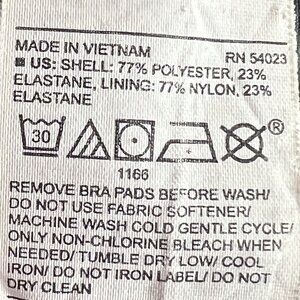 MADE IN VIETNAM RN 54023
■ US: SHELL: 77% POLYESTER, 23%
ELASTANE, LINING: 77% NYLON, 23%
ELASTANE
30 ®
1166
REMOVE BRA PADS BEFORE WASH/
DO NOT USE FABRIC SOFTENER/
MACHINE WASH COLD GENTLE CYCLE/
ONLY NON-CHLORINE BLEACH WHEN
NEEDED/ TUMBLE DRY LOW/ COOL
IRON/ DO NOT IRON LABEL/ DO NOT
DRY CLEAN